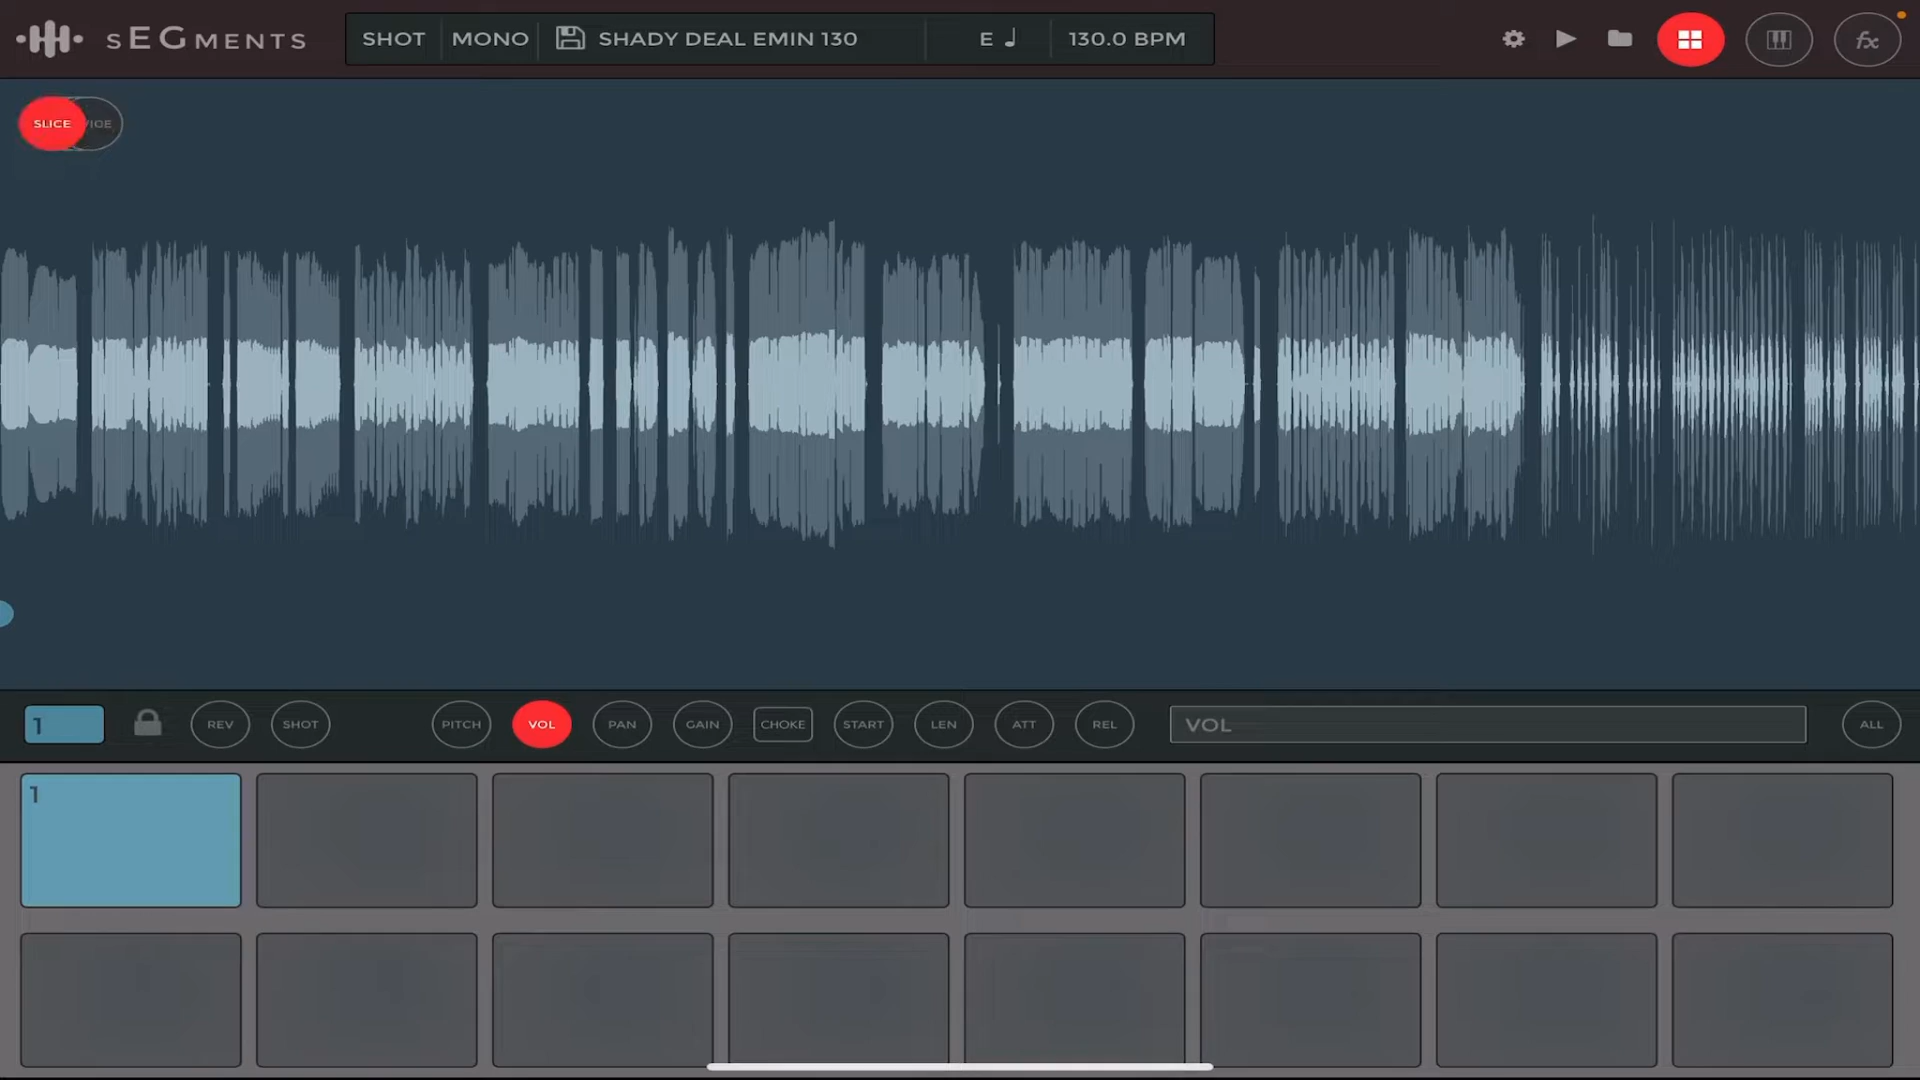 sEGMENTS SHOT MONO SHADY DEAL EMIN 130 E 130.0 BPM fx
SLICE
1 REV SHOT PITCH VOL PAN GAIN CHOKE START LEN ATT REL VOL ALL
1